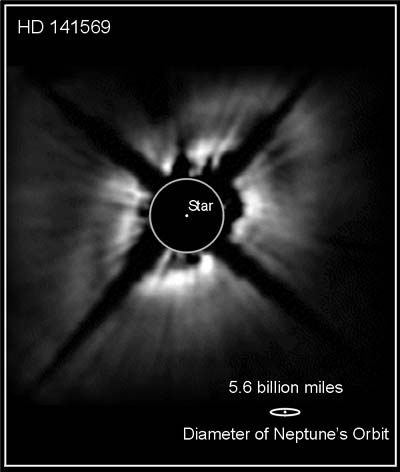 HD 141569
Star
5.6 billion miles
Diameter of Neptune's Orbit